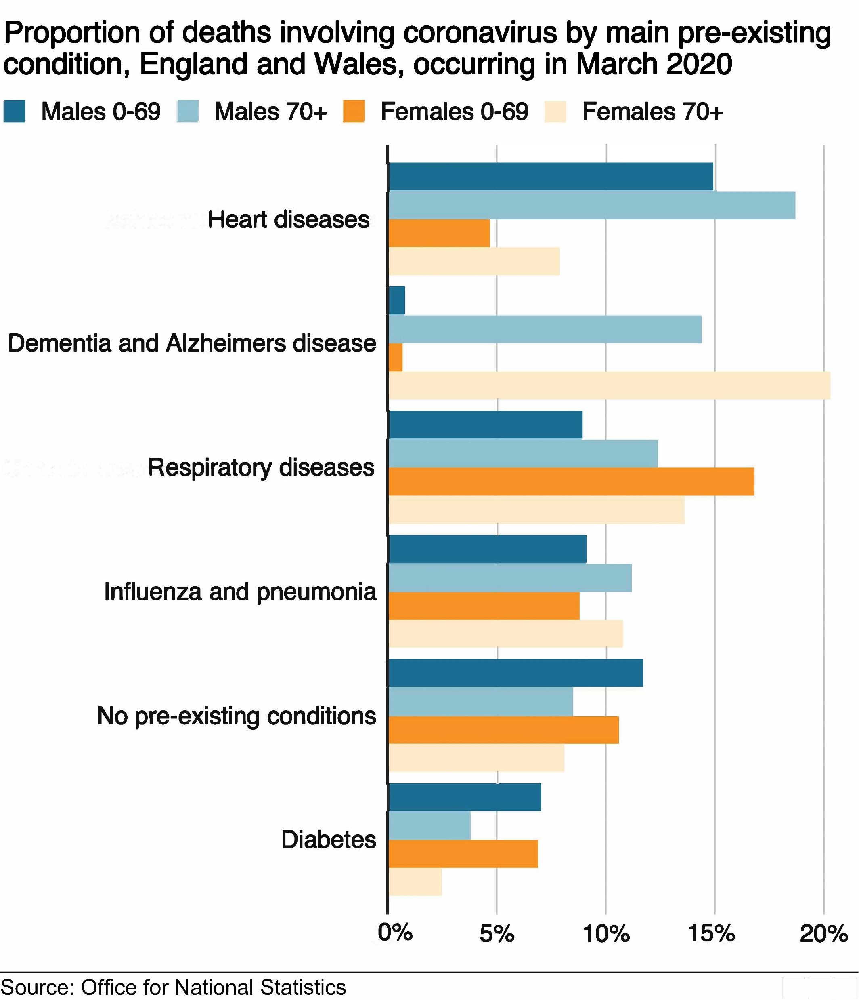 Proportion of deaths involving coronavirus by main pre-existing
condition, England and Wales, occurring in March 2020
Males 0-69 Males 70+ Females 0-69 Females 70+
Heart diseases
Dementia and Alzheimers disease
Respiratory diseases
Influenza and pneumonia
No pre-existing conditions
Diabetes
0% 5% 10% 15% 20%
Source: Office for National Statistics